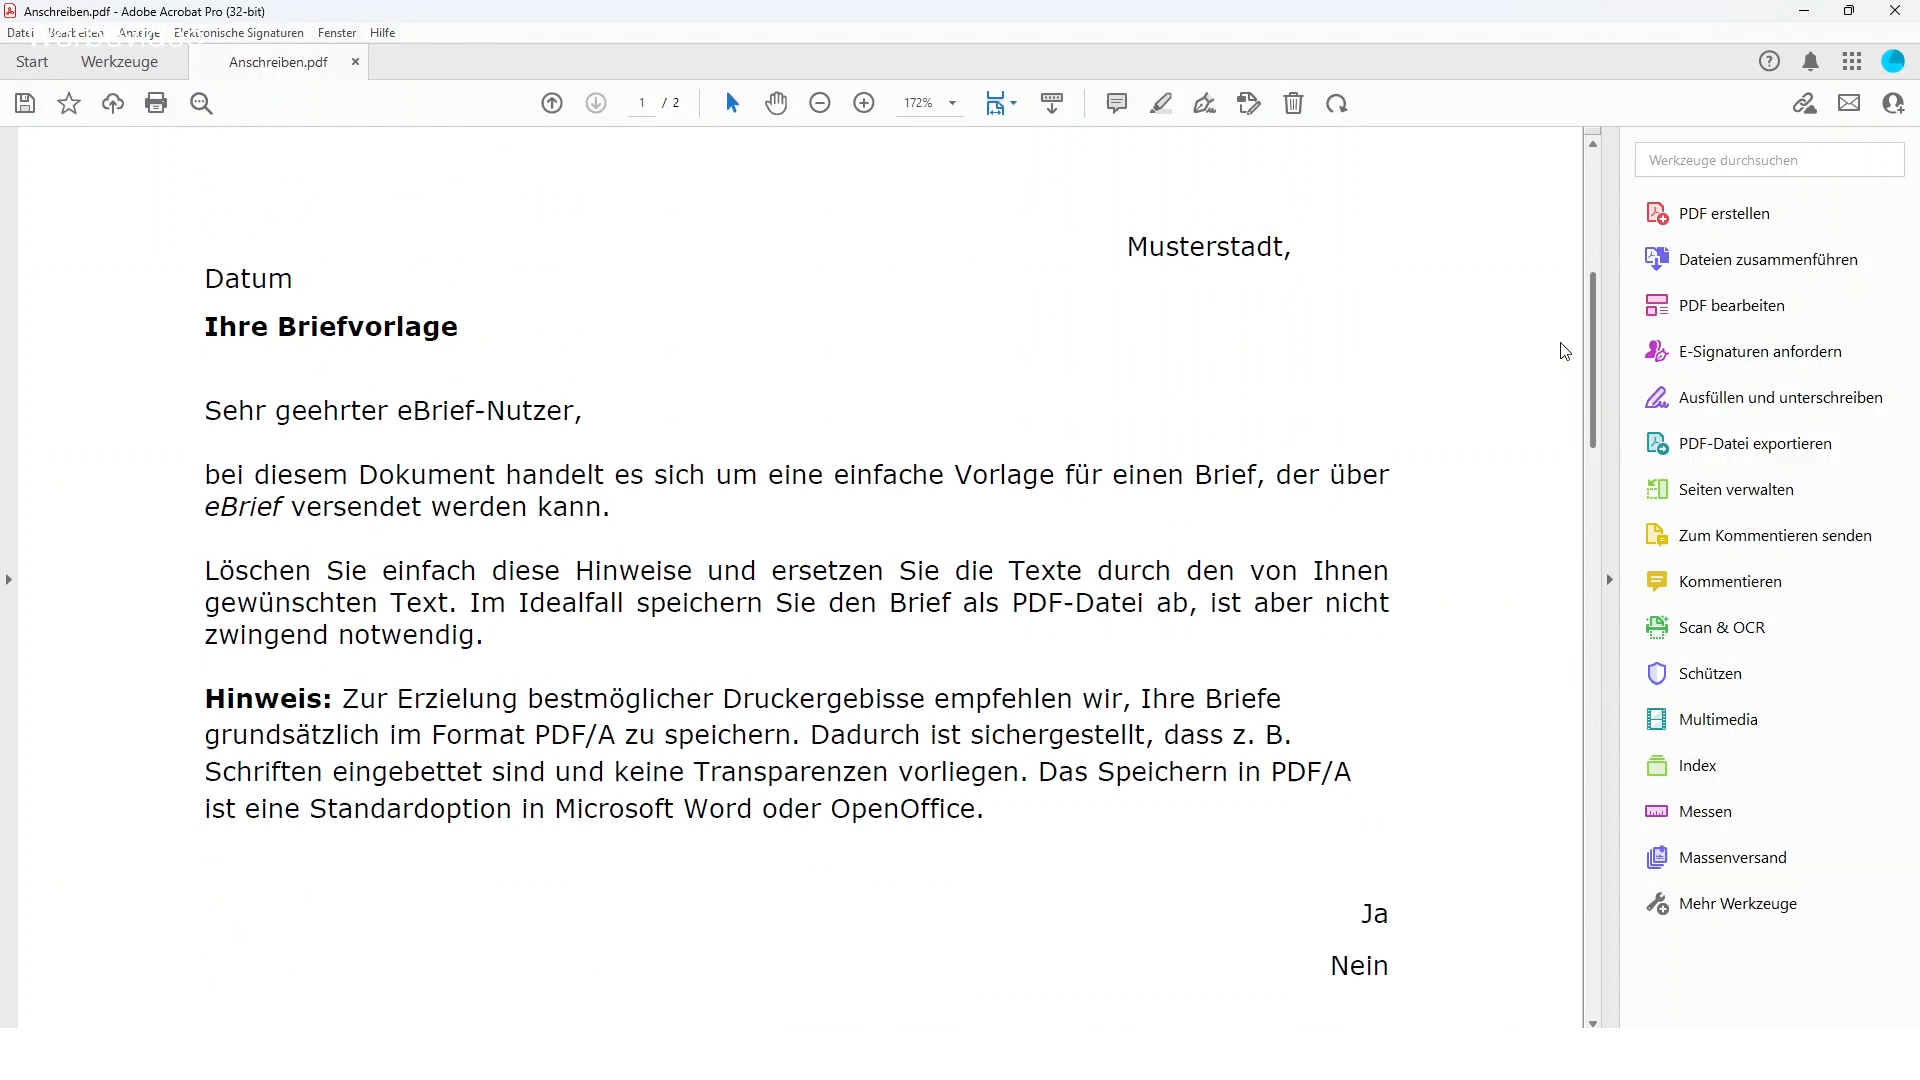 Anschreiben.pdf - Adobe Acrobat Pro (32-bit)
Datei Bearbeiten Anzeige Elektronische Signaturen Fenster Hilfe
Start Werkzeuge Anschreiben.pdf
1 / 2 172%
Werkzeuge durchsuchen
PDF erstellen
Dateien zusammenführen
PDF bearbeiten
E-Signaturen anfordern
Ausfüllen und unterschreiben
PDF-Datei exportieren
Seiten verwalten
Zum Kommentieren senden
Kommentieren
Scan & OCR
Schützen
Multimedia
Index
Messen
Massenversand
Mehr Werkzeuge
Musterstadt,
Datum
Ihre Briefvorlage
Sehr geehrter eBrief-Nutzer,
bei diesem Dokument handelt es sich um eine einfache Vorlage für einen Brief, der über
eBrief versendet werden kann.
Löschen Sie einfach diese Hinweise und ersetzen Sie die Texte durch den von Ihnen
gewünschten Text. Im Idealfall speichern Sie den Brief als PDF-Datei ab, ist aber nicht
zwingend notwendig.
Hinweis: Zur Erzielung bestmöglicher Druckergebisse empfehlen wir, Ihre Briefe
grundsätzlich im Format PDF/A zu speichern. Dadurch ist sichergestellt, dass z. B.
Schriften eingebettet sind und keine Transparenzen vorliegen. Das Speichern in PDF/A
ist eine Standardoption in Microsoft Word oder OpenOffice.
Ja
Nein